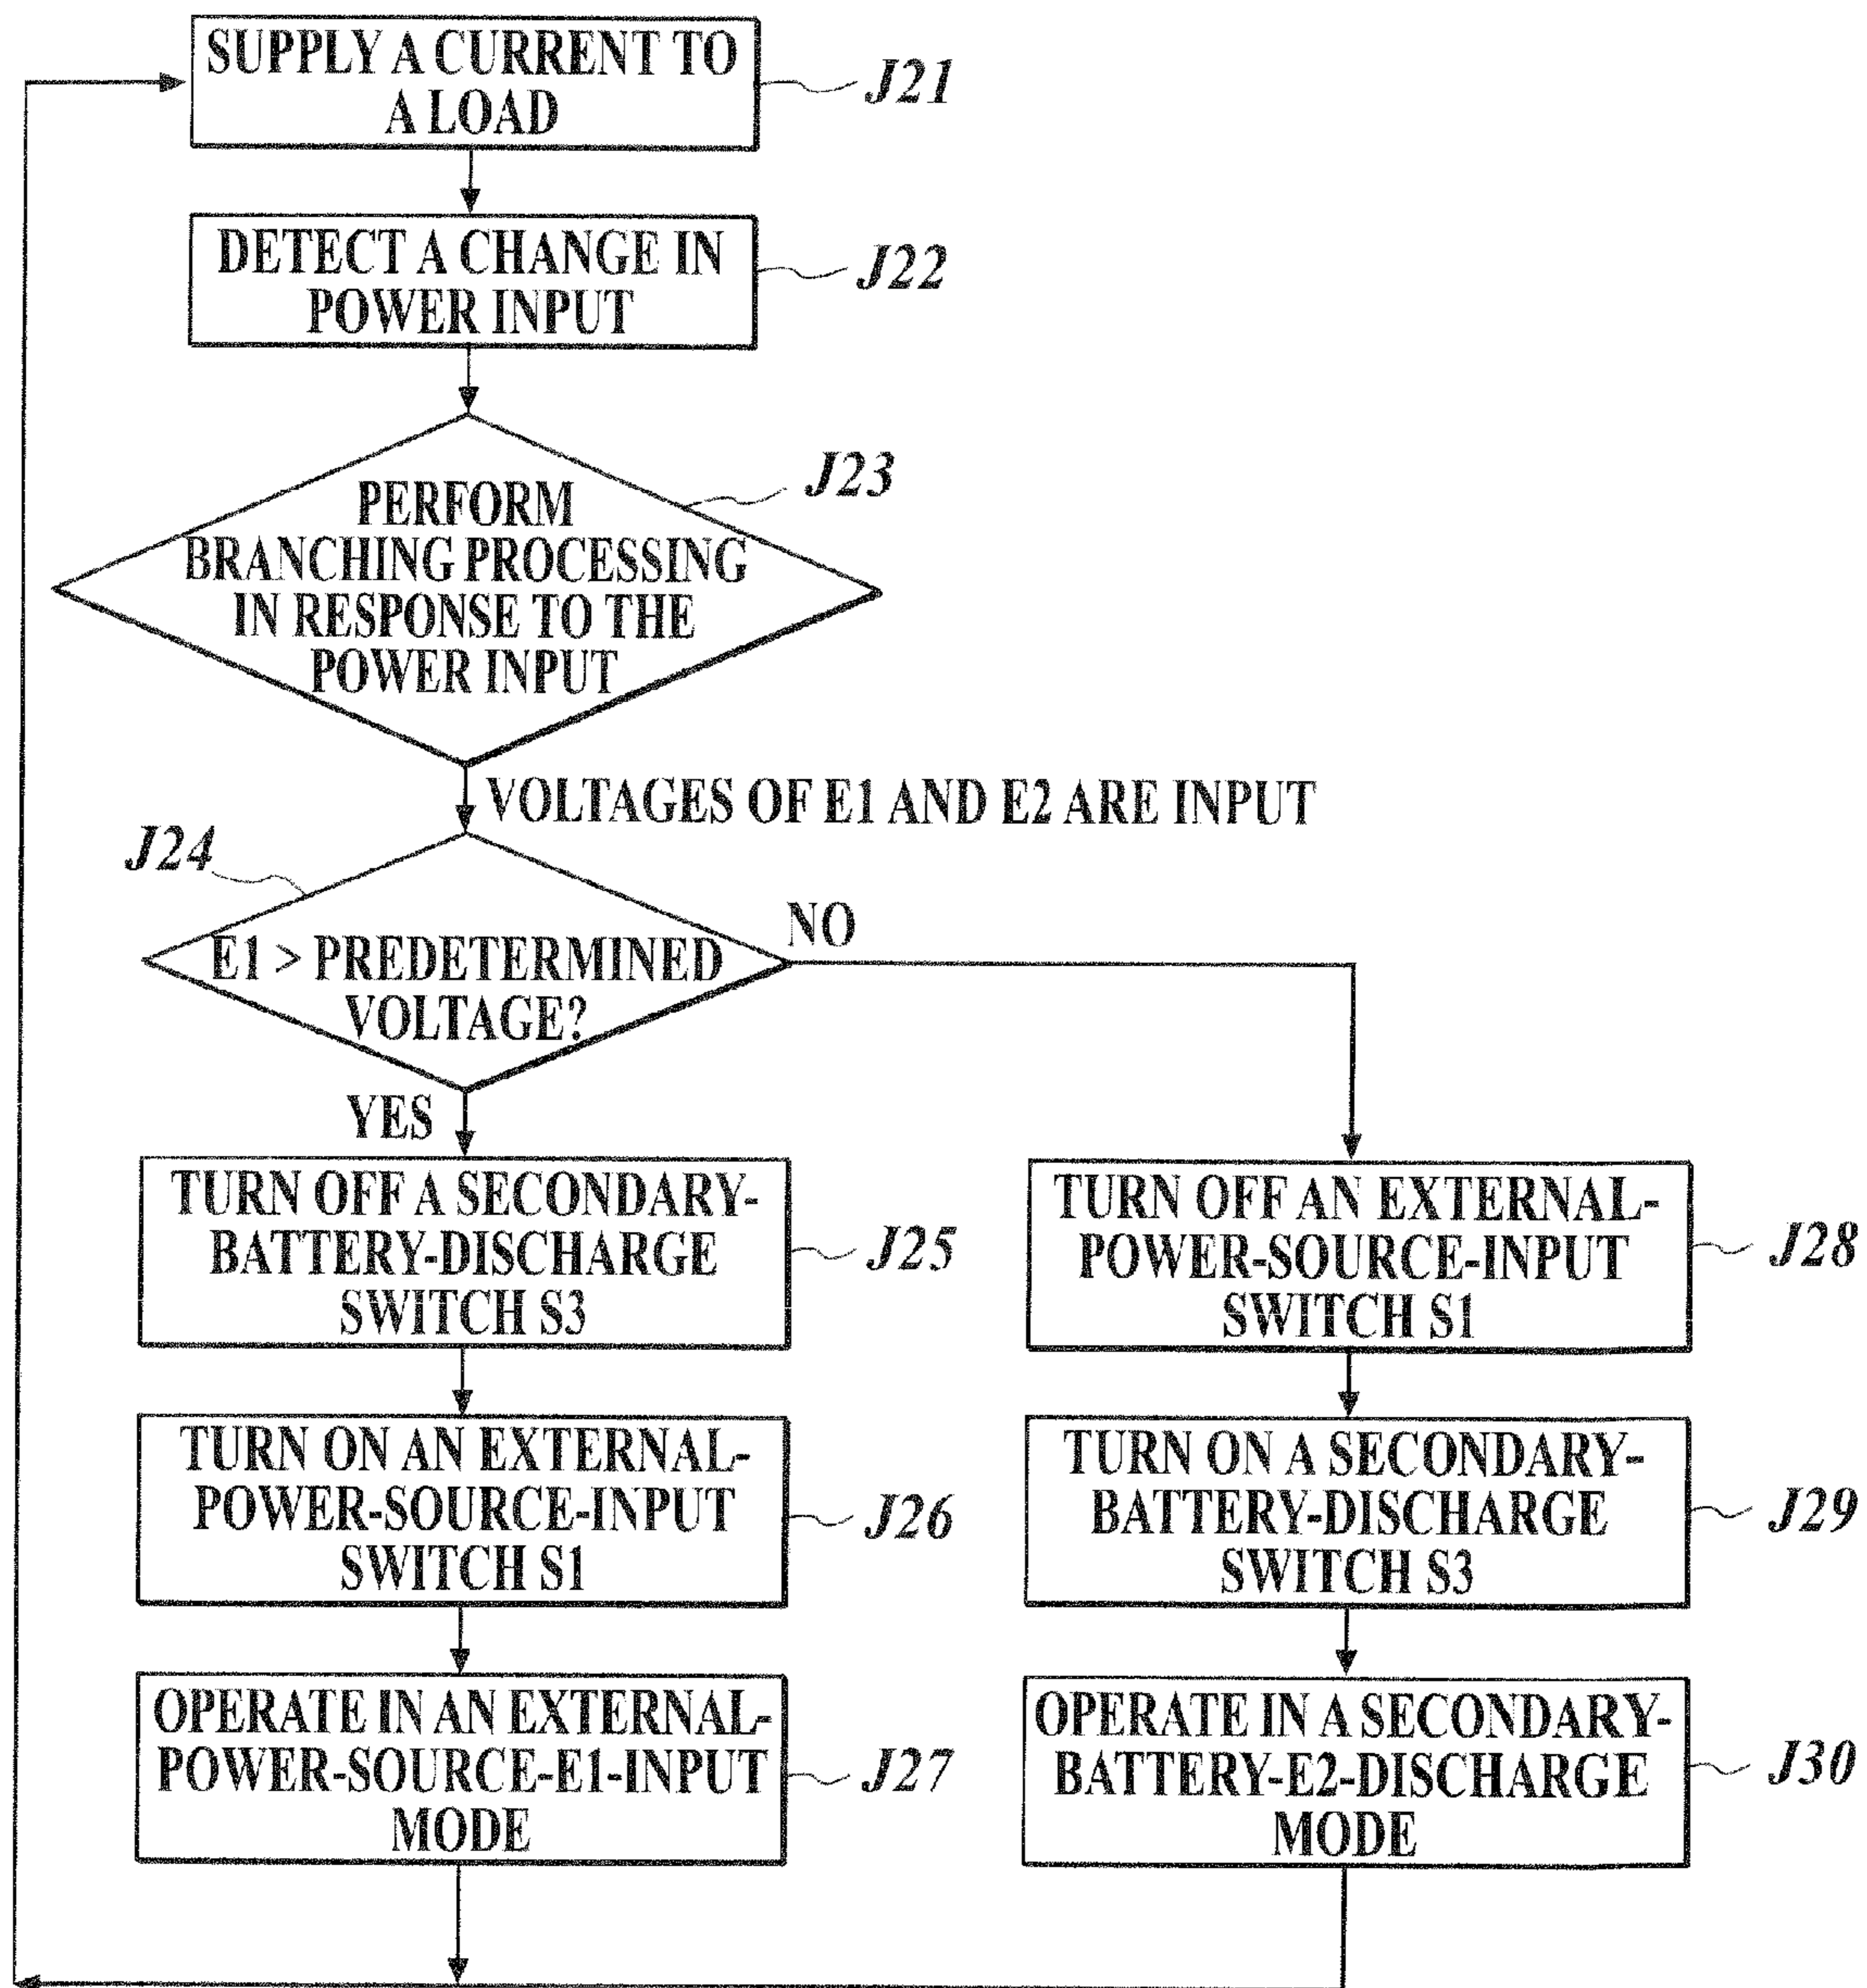 SUPPLY A CURRENT TO
A LOAD
J21
DETECT A CHANGE IN
POWER INPUT
J22
PERFORM
BRANCHING PROCESSING
IN RESPONSE TO THE
POWER INPUT
J23
VOLTAGES OF E1 AND E2 ARE INPUT
J24
E1 > PREDETERMINED
VOLTAGE?
NO
YES
TURN OFF A SECONDARY-
BATTERY-DISCHARGE
SWITCH S3
J25
TURN ON AN EXTERNAL-
POWER-SOURCE-INPUT
SWITCH S1
J26
OPERATE IN AN EXTERNAL-
POWER-SOURCE-E1-INPUT
MODE
J27
TURN OFF AN EXTERNAL-
POWER-SOURCE-INPUT
SWITCH S1
J28
TURN ON A SECONDARY-
BATTERY-DISCHARGE
SWITCH S3
J29
OPERATE IN A SECONDARY-
BATTERY-E2-DISCHARGE
MODE
J30